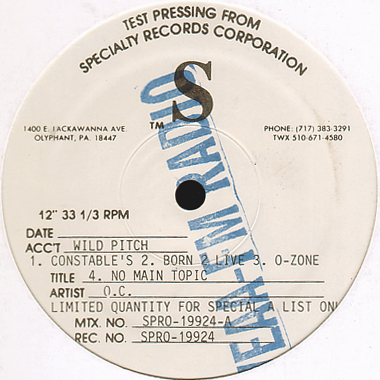 TEST PRESSING FROM
SPECIALTY RECORDS CORPORATION
S
TM
1400 E. LACKAWANNA AVE.
OLYPHANT, PA. 18447
PHONE: (717) 383-3291
TWX 510-671-4580
FM RADIO
12" 33 1/3 RPM
DATE
ACC'T WILD PITCH
1. CONSTABLE'S 2. BORN 2 LIVE 3. O-ZONE
TITLE 4. NO MAIN TOPIC
ARTIST O.C.
LIMITED QUANTITY FOR SPECIAL A LIST ONL
MTX. NO. SPRO-19924-A
REC. NO. SPRO-19924